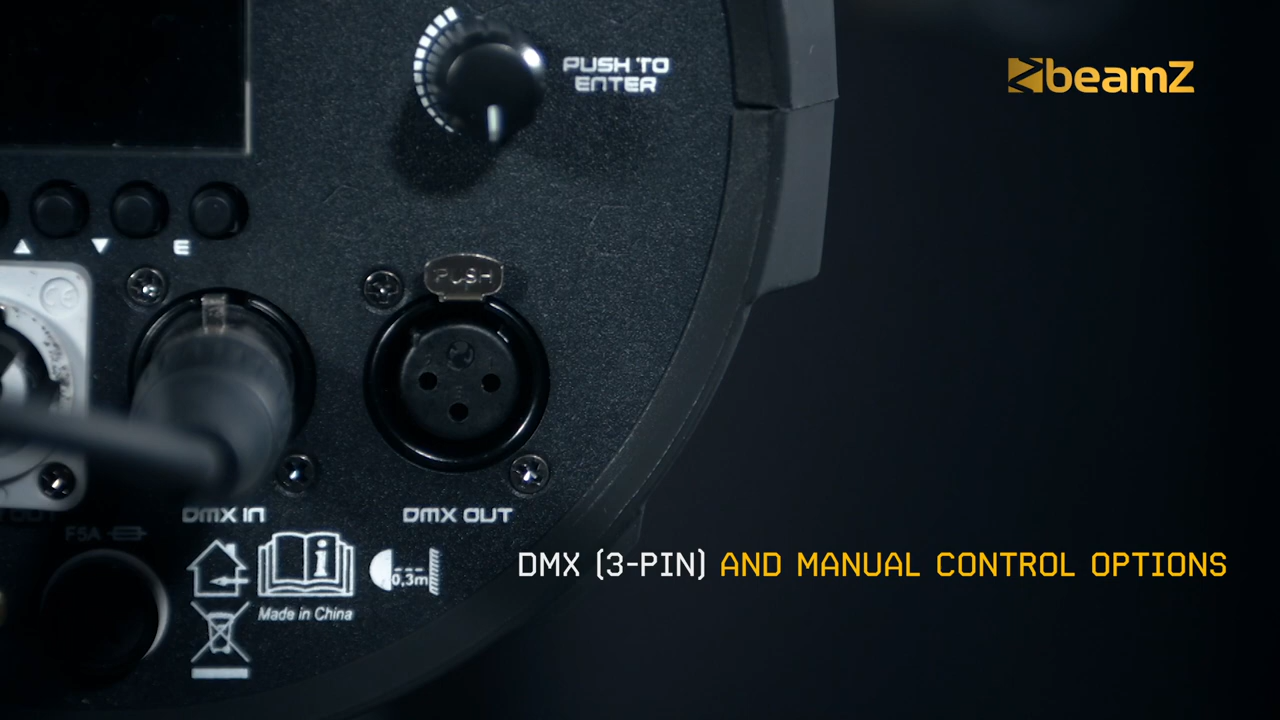 PUSH TO
ENTER
beamZ
E
PUSH
CE
DMX IN
DMX OUT
F5A
0,3m
Made in China
DMX (3-PIN) AND MANUAL CONTROL OPTIONS